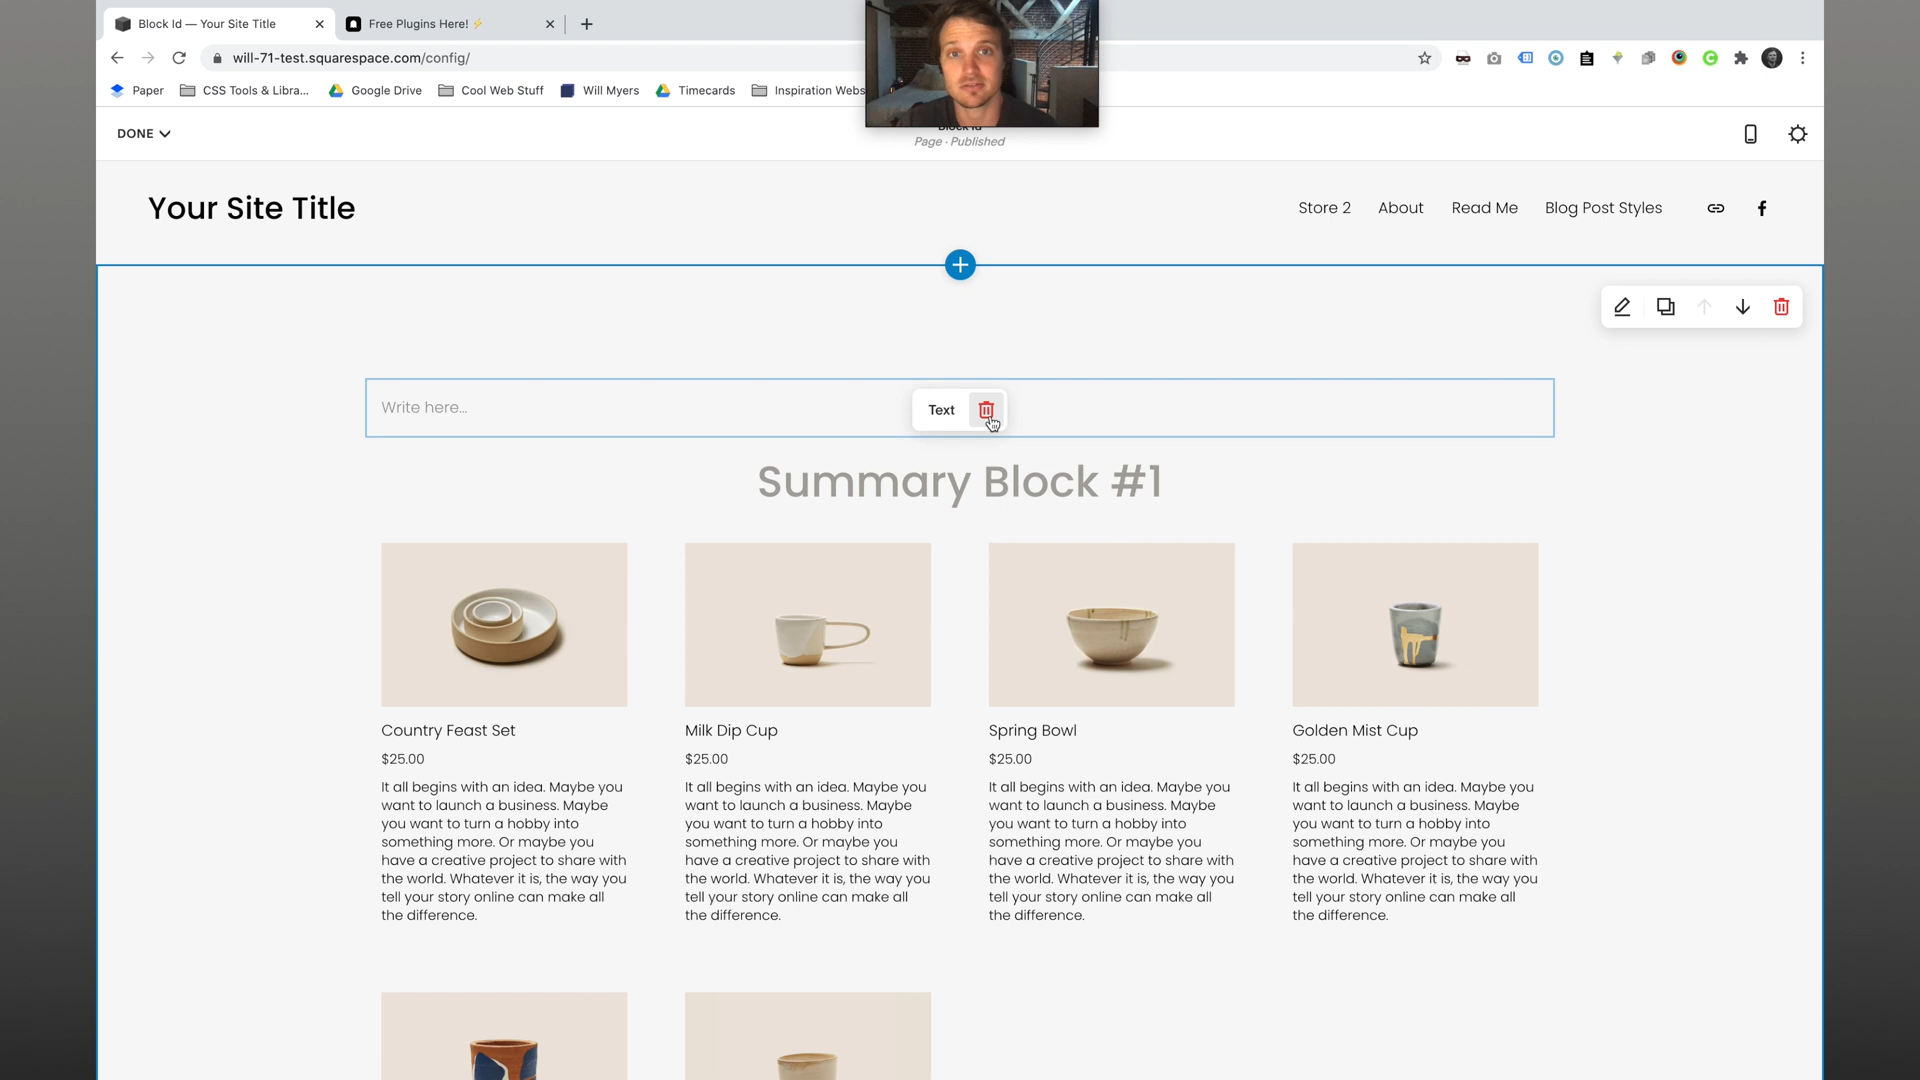 Block Id — Your Site Title
Free Plugins Here! ⚡
will-71-test.squarespace.com/config/
Paper
CSS Tools & Libra...
Google Drive
Cool Web Stuff
Will Myers
Timecards
Inspiration Webs
DONE
Block Id
Page · Published
Your Site Title
Store 2
About
Read Me
Blog Post Styles
Write here...
Text
Summary Block #1
Country Feast Set
$25.00
It all begins with an idea. Maybe you
want to launch a business. Maybe
you want to turn a hobby into
something more. Or maybe you
have a creative project to share with
the world. Whatever it is, the way you
tell your story online can make all
the difference.
Milk Dip Cup
$25.00
It all begins with an idea. Maybe you
want to launch a business. Maybe
you want to turn a hobby into
something more. Or maybe you
have a creative project to share with
the world. Whatever it is, the way you
tell your story online can make all
the difference.
Spring Bowl
$25.00
It all begins with an idea. Maybe you
want to launch a business. Maybe
you want to turn a hobby into
something more. Or maybe you
have a creative project to share with
the world. Whatever it is, the way you
tell your story online can make all
the difference.
Golden Mist Cup
$25.00
It all begins with an idea. Maybe you
want to launch a business. Maybe
you want to turn a hobby into
something more. Or maybe you
have a creative project to share with
the world. Whatever it is, the way you
tell your story online can make all
the difference.